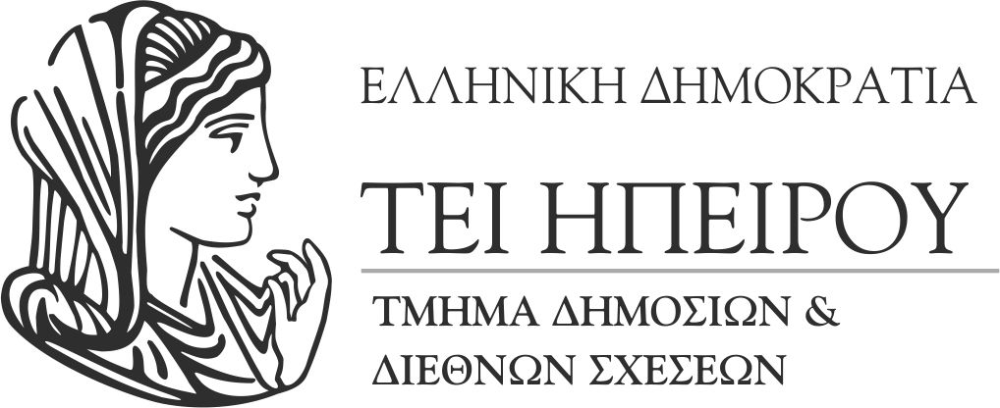 ΕΛΛΗΝΙΚΗ ΔΗΜΟΚΡΑΤΙΑ
ΤΕΙ ΗΠΕΙΡΟΥ
ΤΜΗΜΑ ΔΗΜΟΣΙΩΝ &
ΔΙΕΘΝΩΝ ΣΧΕΣΕΩΝ